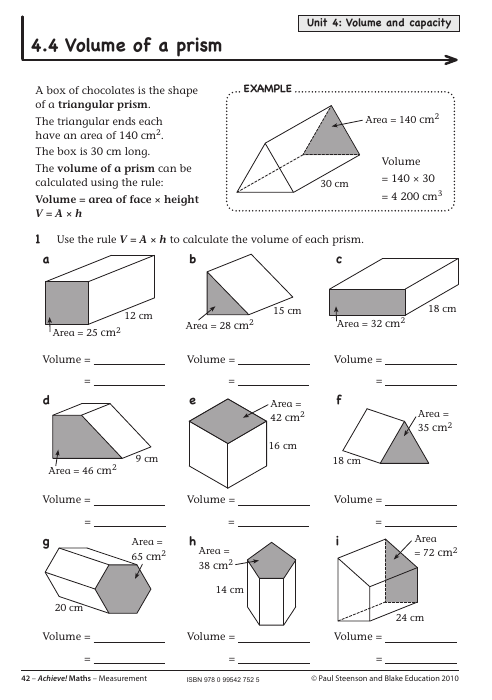 Unit 4: Volume and capacity
4.4 Volume of a prism
A box of chocolates is the shape
of a triangular prism.
The triangular ends each
have an area of 140 cm².
The box is 30 cm long.
The volume of a prism can be
calculated using the rule:
Volume = area of face × height
V = A × h
EXAMPLE
Area = 140 cm²
30 cm
Volume
= 140 × 30
= 4 200 cm³
1 Use the rule V = A × h to calculate the volume of each prism.
a
12 cm
Area = 25 cm²
Volume =
=
b
15 cm
Area = 28 cm²
Volume =
=
c
18 cm
Area = 32 cm²
Volume =
=
d
9 cm
Area = 46 cm²
Volume =
=
e
Area =
42 cm²
16 cm
Volume =
=
f
Area =
35 cm²
18 cm
Volume =
=
g
Area =
65 cm²
20 cm
Volume =
=
h
Area =
38 cm²
14 cm
Volume =
=
i
Area
= 72 cm²
24 cm
Volume =
=
42 – Achieve! Maths – Measurement
ISBN 978 0 99542 752 5
© Paul Steenson and Blake Education 2010